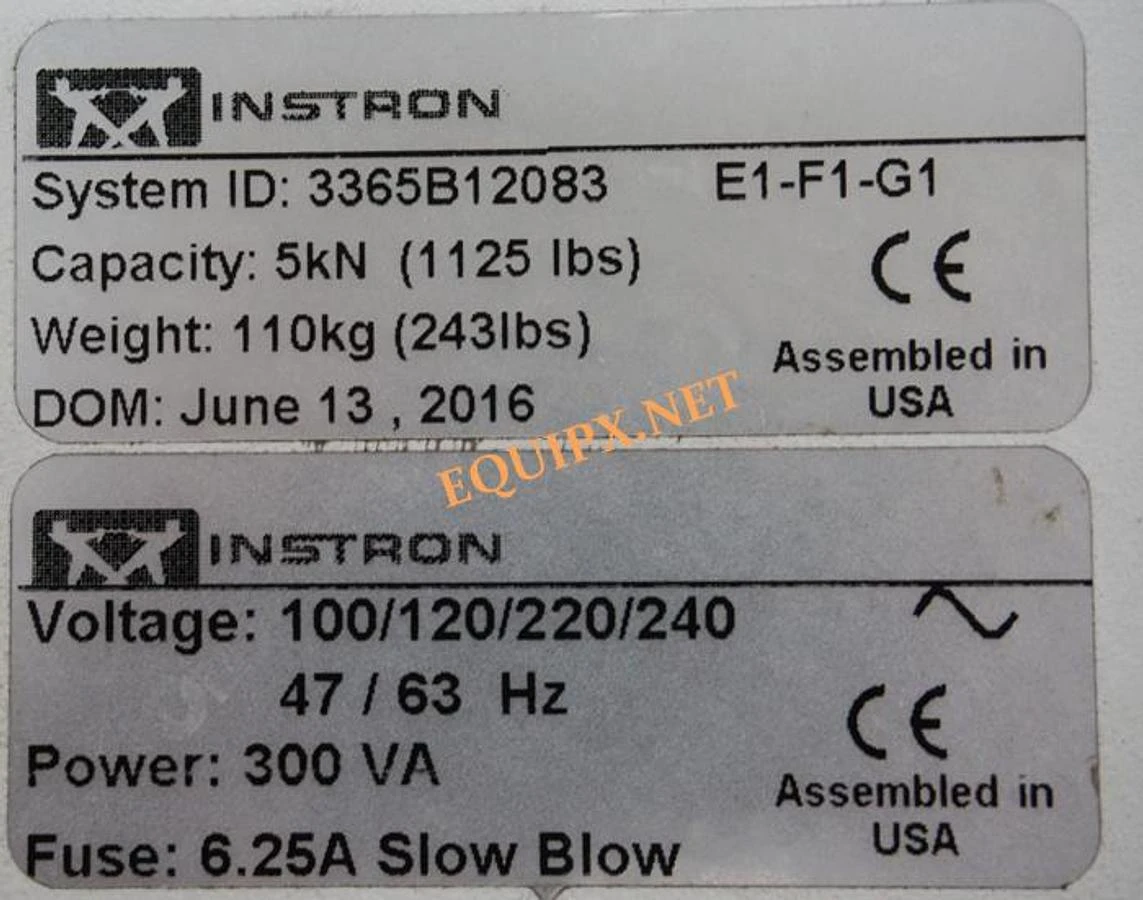 INSTRON
System ID: 3365B12083 E1-F1-G1
Capacity: 5kN (1125 lbs)
CE
Weight: 110kg (243lbs)
Assembled in
USA
DOM: June 13 , 2016
EQUIPX.NET
INSTRON
Voltage: 100/120/220/240
47 / 63 Hz
CE
Power: 300 VA
Assembled in
USA
Fuse: 6.25A Slow Blow